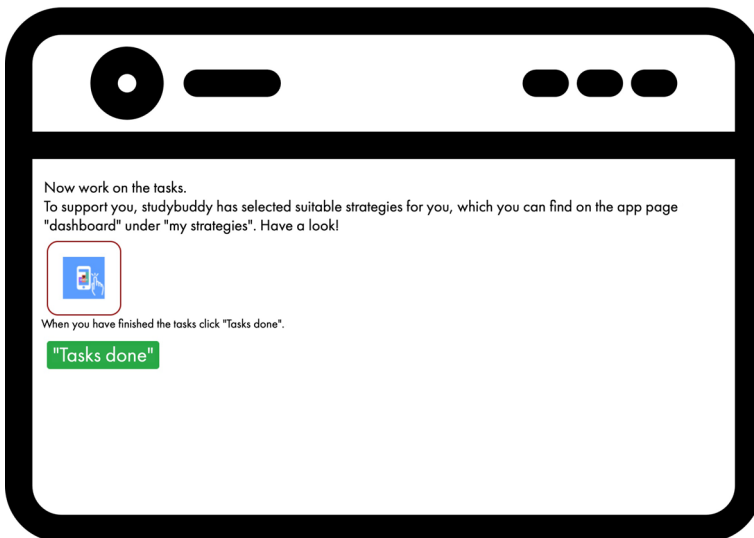 Now work on the tasks.
To support you, studybuddy has selected suitable strategies for you, which you can find on the app page
"dashboard" under "my strategies". Have a look!
When you have finished the tasks click "Tasks done".
"Tasks done"